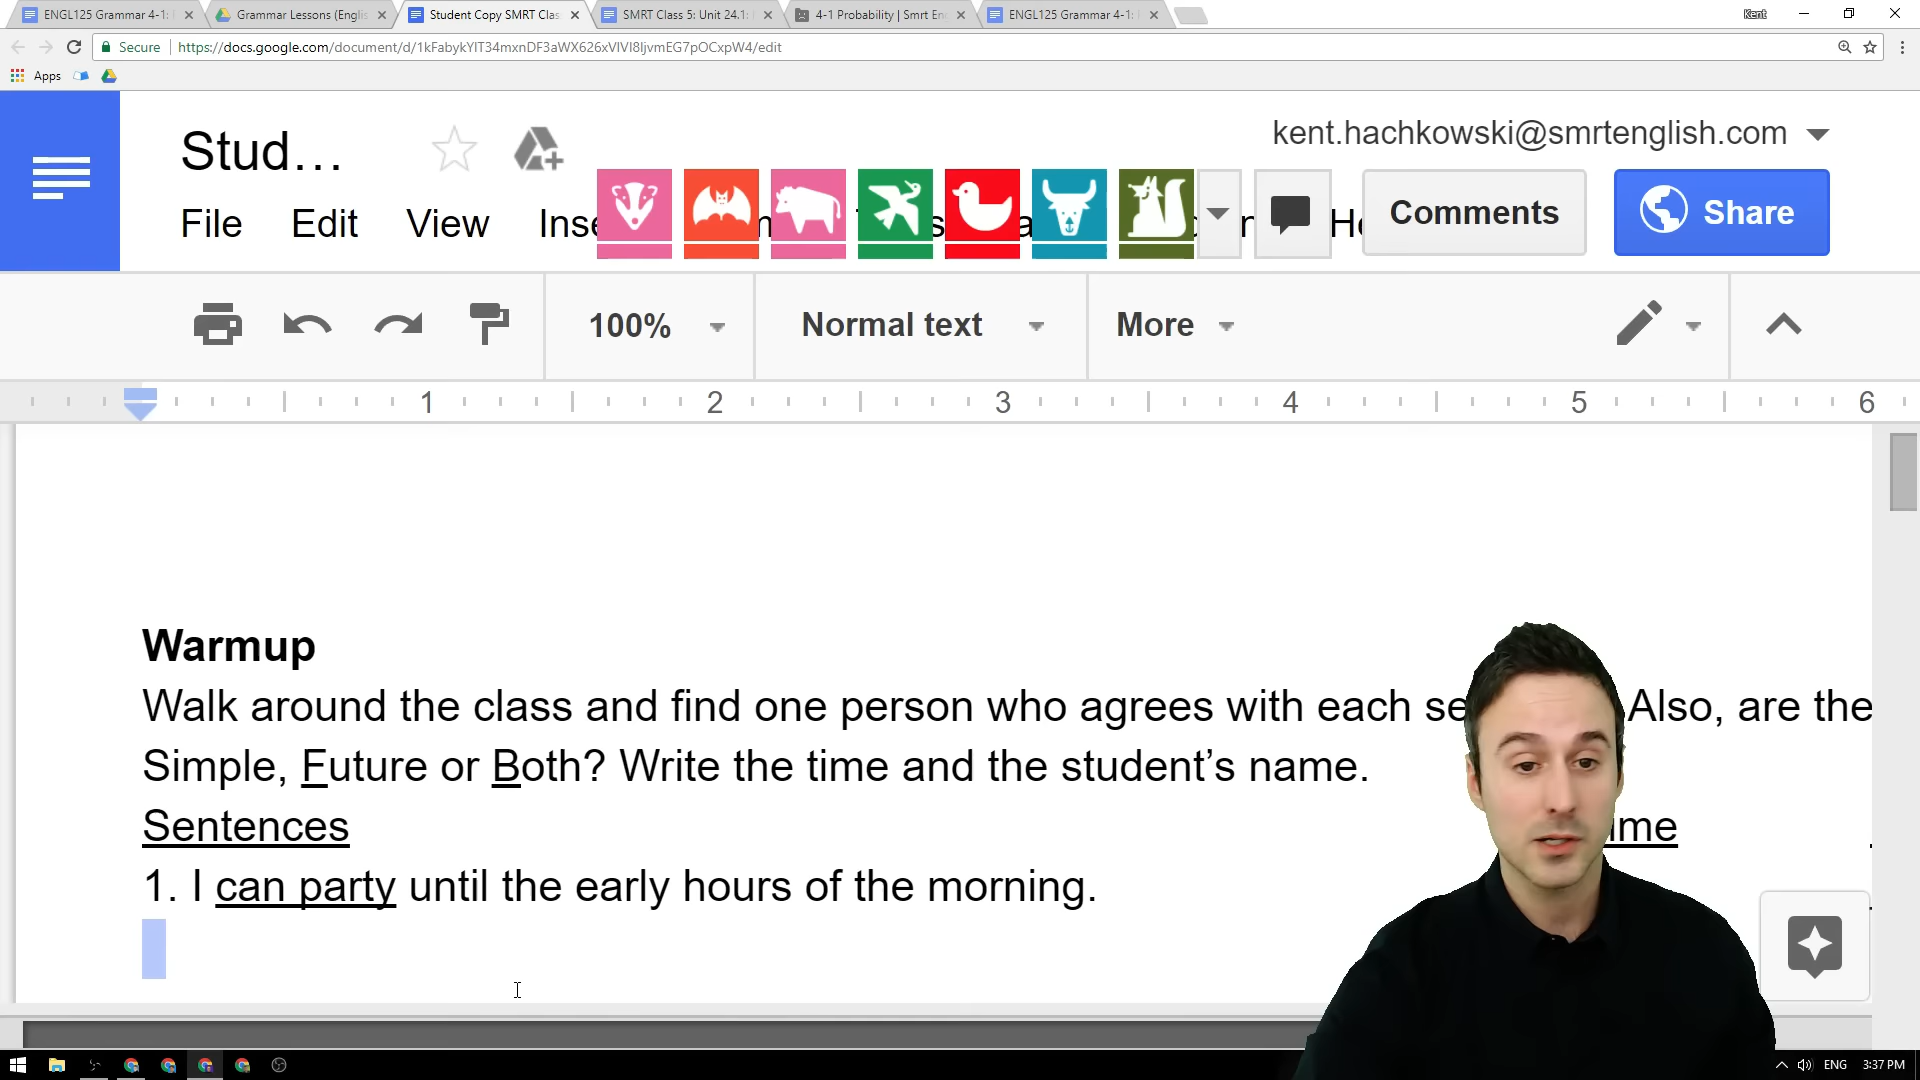 ENGL125 Grammar 4-1:
Grammar Lessons (Englis
Student Copy SMRT Clas
SMRT Class 5: Unit 24.1:
4-1 Probability | Smrt En
ENGL125 Grammar 4-1:
Kent
Secure
https://docs.google.com/document/d/1kFabykYIT34mxnDF3aWX626xVIVI8ljvmEG7pOCxpW4/edit
Apps
Stud...
kent.hachkowski@smrtenglish.com
File Edit View Inse
Comments
Share
100%
Normal text
More
1 2 3 4 5 6
Warmup
Walk around the class and find one person who agrees with each se Also, are the
Simple, Future or Both? Write the time and the student’s name.
Sentences ime
1. I can party until the early hours of the morning.
ENG 3:37 PM